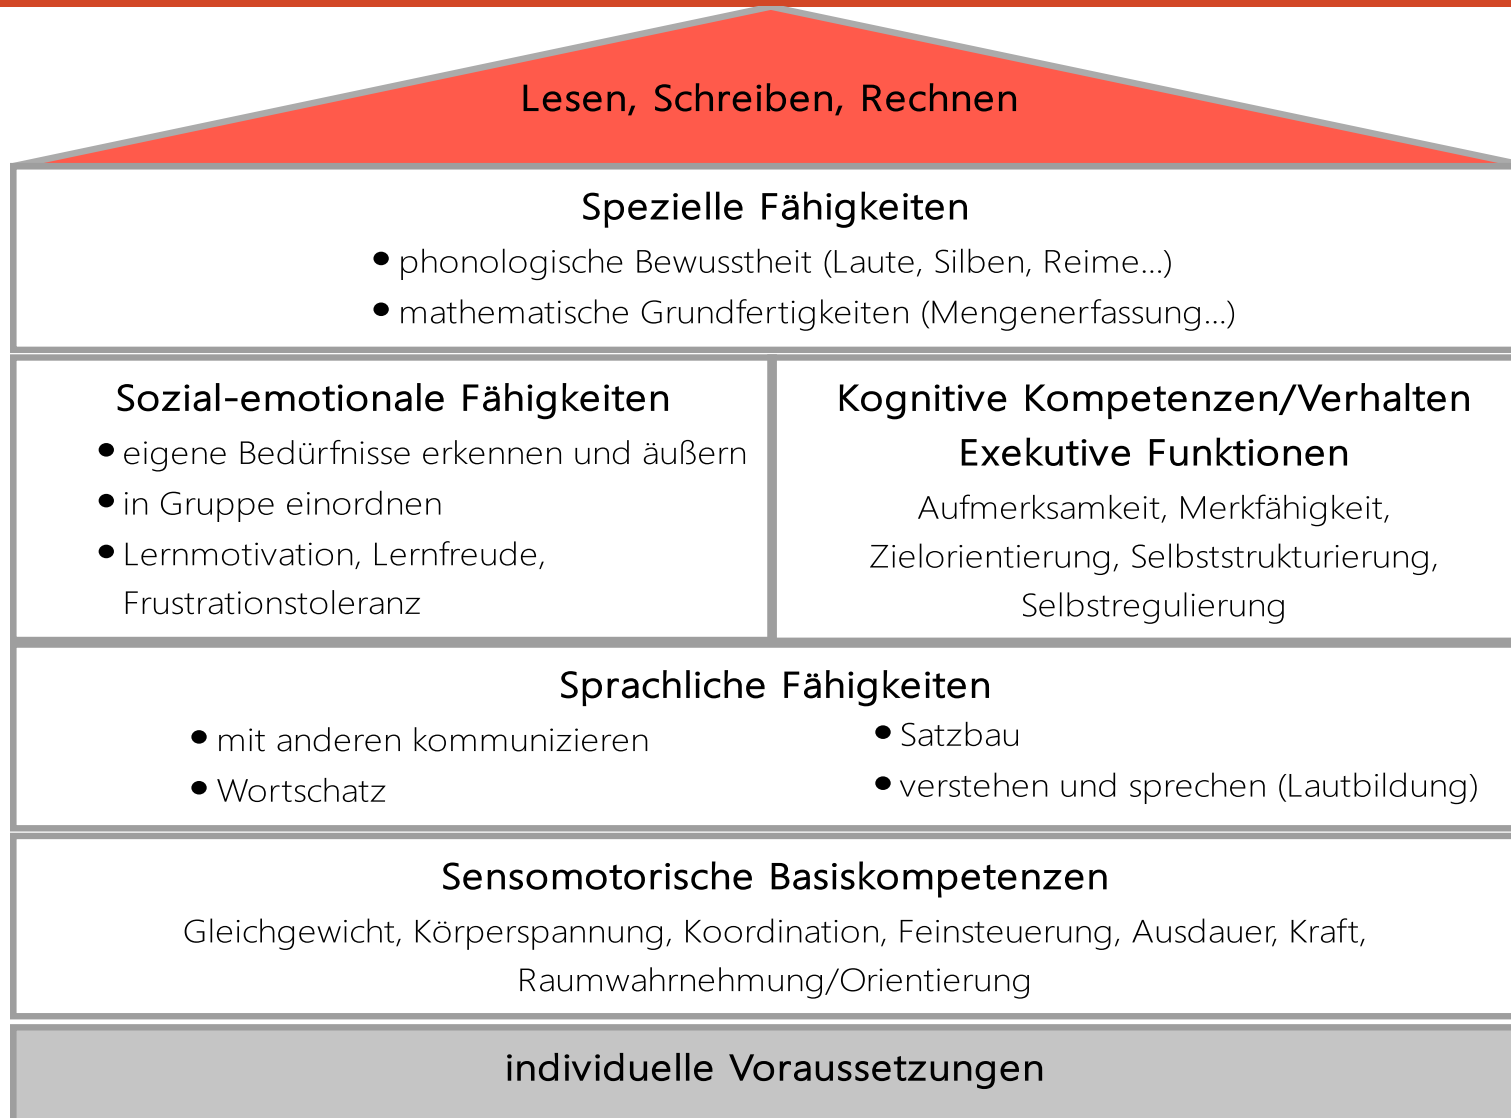 Lesen, Schreiben, Rechnen
Spezielle Fähigkeiten
• phonologische Bewusstheit (Laute, Silben, Reime...)
• mathematische Grundfertigkeiten (Mengenerfassung...)
Sozial-emotionale Fähigkeiten
• eigene Bedürfnisse erkennen und äußern
• in Gruppe einordnen
• Lernmotivation, Lernfreude,
Frustrationstoleranz
Kognitive Kompetenzen/Verhalten
Exekutive Funktionen
Aufmerksamkeit, Merkfähigkeit,
Zielorientierung, Selbststrukturierung,
Selbstregulierung
Sprachliche Fähigkeiten
• mit anderen kommunizieren
• Wortschatz
• Satzbau
• verstehen und sprechen (Lautbildung)
Sensomotorische Basiskompetenzen
Gleichgewicht, Körperspannung, Koordination, Feinsteuerung, Ausdauer, Kraft,
Raumwahrnehmung/Orientierung
individuelle Voraussetzungen